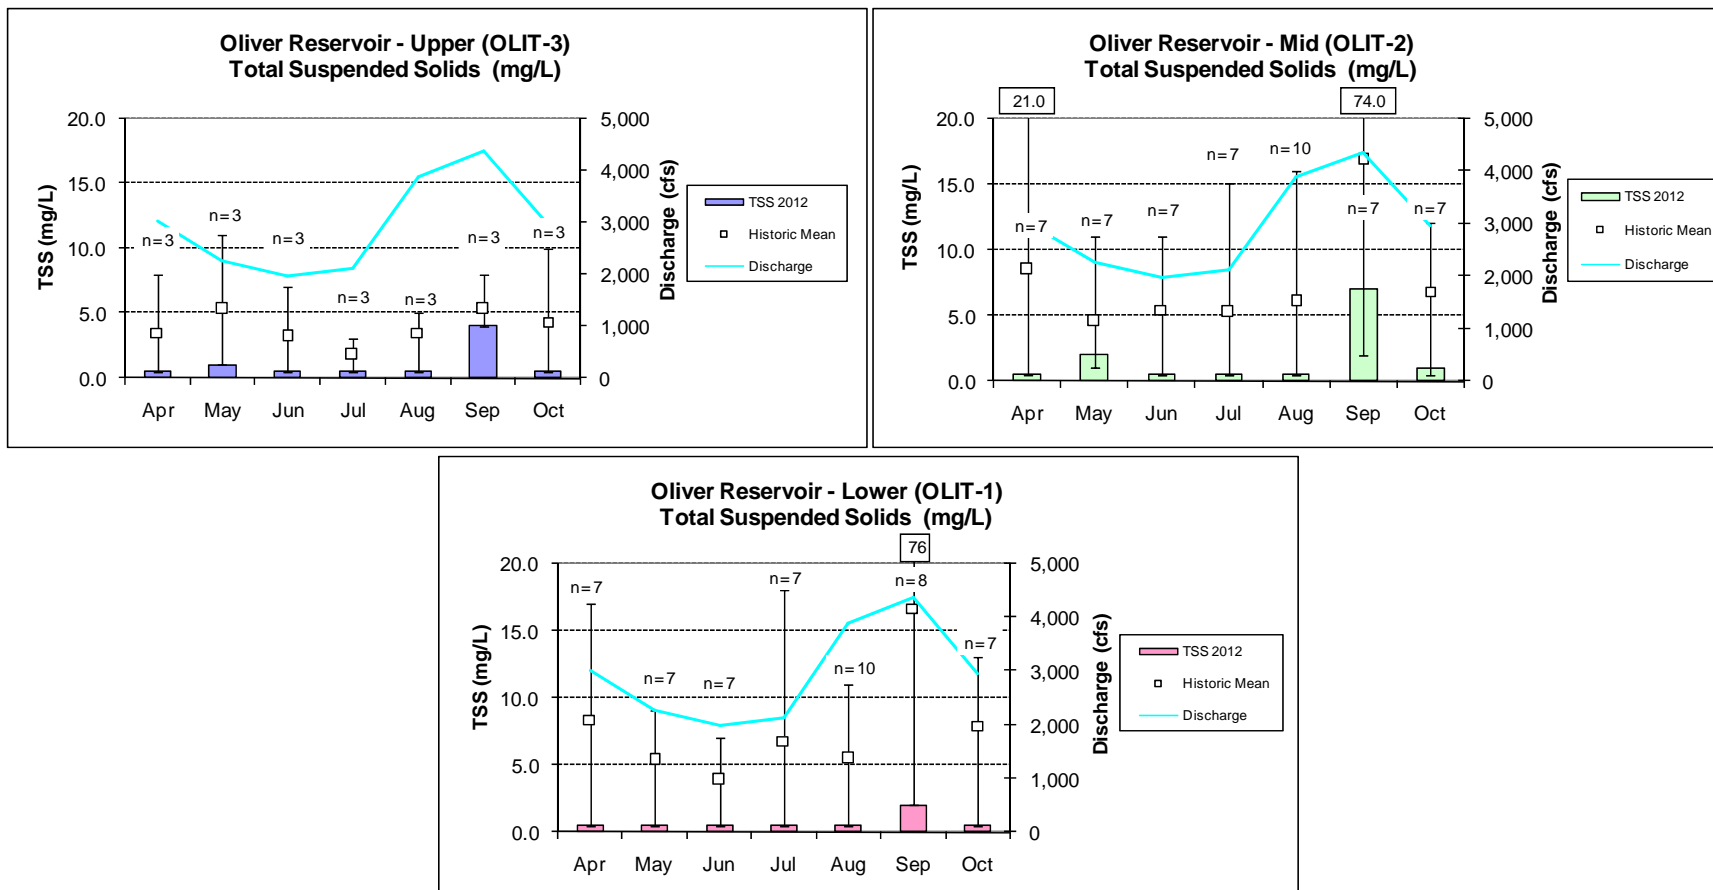 Oliver Reservoir - Upper (OLIT-3)
Total Suspended Solids (mg/L)
TSS (mg/L)
20.0
15.0
10.0
5.0
0.0
n=3
n=3
n=3
n=3
n=3
n=3
n=3
5,000
4,000
3,000
2,000
1,000
0
Discharge (cfs)
Apr May Jun Jul Aug Sep Oct
TSS 2012
Historic Mean
Discharge
Oliver Reservoir - Mid (OLIT-2)
Total Suspended Solids (mg/L)
21.0
74.0
TSS (mg/L)
20.0
15.0
10.0
5.0
0.0
n=7
n=7
n=7
n=7
n=10
n=7
n=7
5,000
4,000
3,000
2,000
1,000
0
Discharge (cfs)
Apr May Jun Jul Aug Sep Oct
TSS 2012
Historic Mean
Discharge
Oliver Reservoir - Lower (OLIT-1)
Total Suspended Solids (mg/L)
76
TSS (mg/L)
20.0
15.0
10.0
5.0
0.0
n=7
n=7
n=7
n=7
n=10
n=8
n=7
5,000
4,000
3,000
2,000
1,000
0
Discharge (cfs)
Apr May Jun Jul Aug Sep Oct
TSS 2012
Historic Mean
Discharge